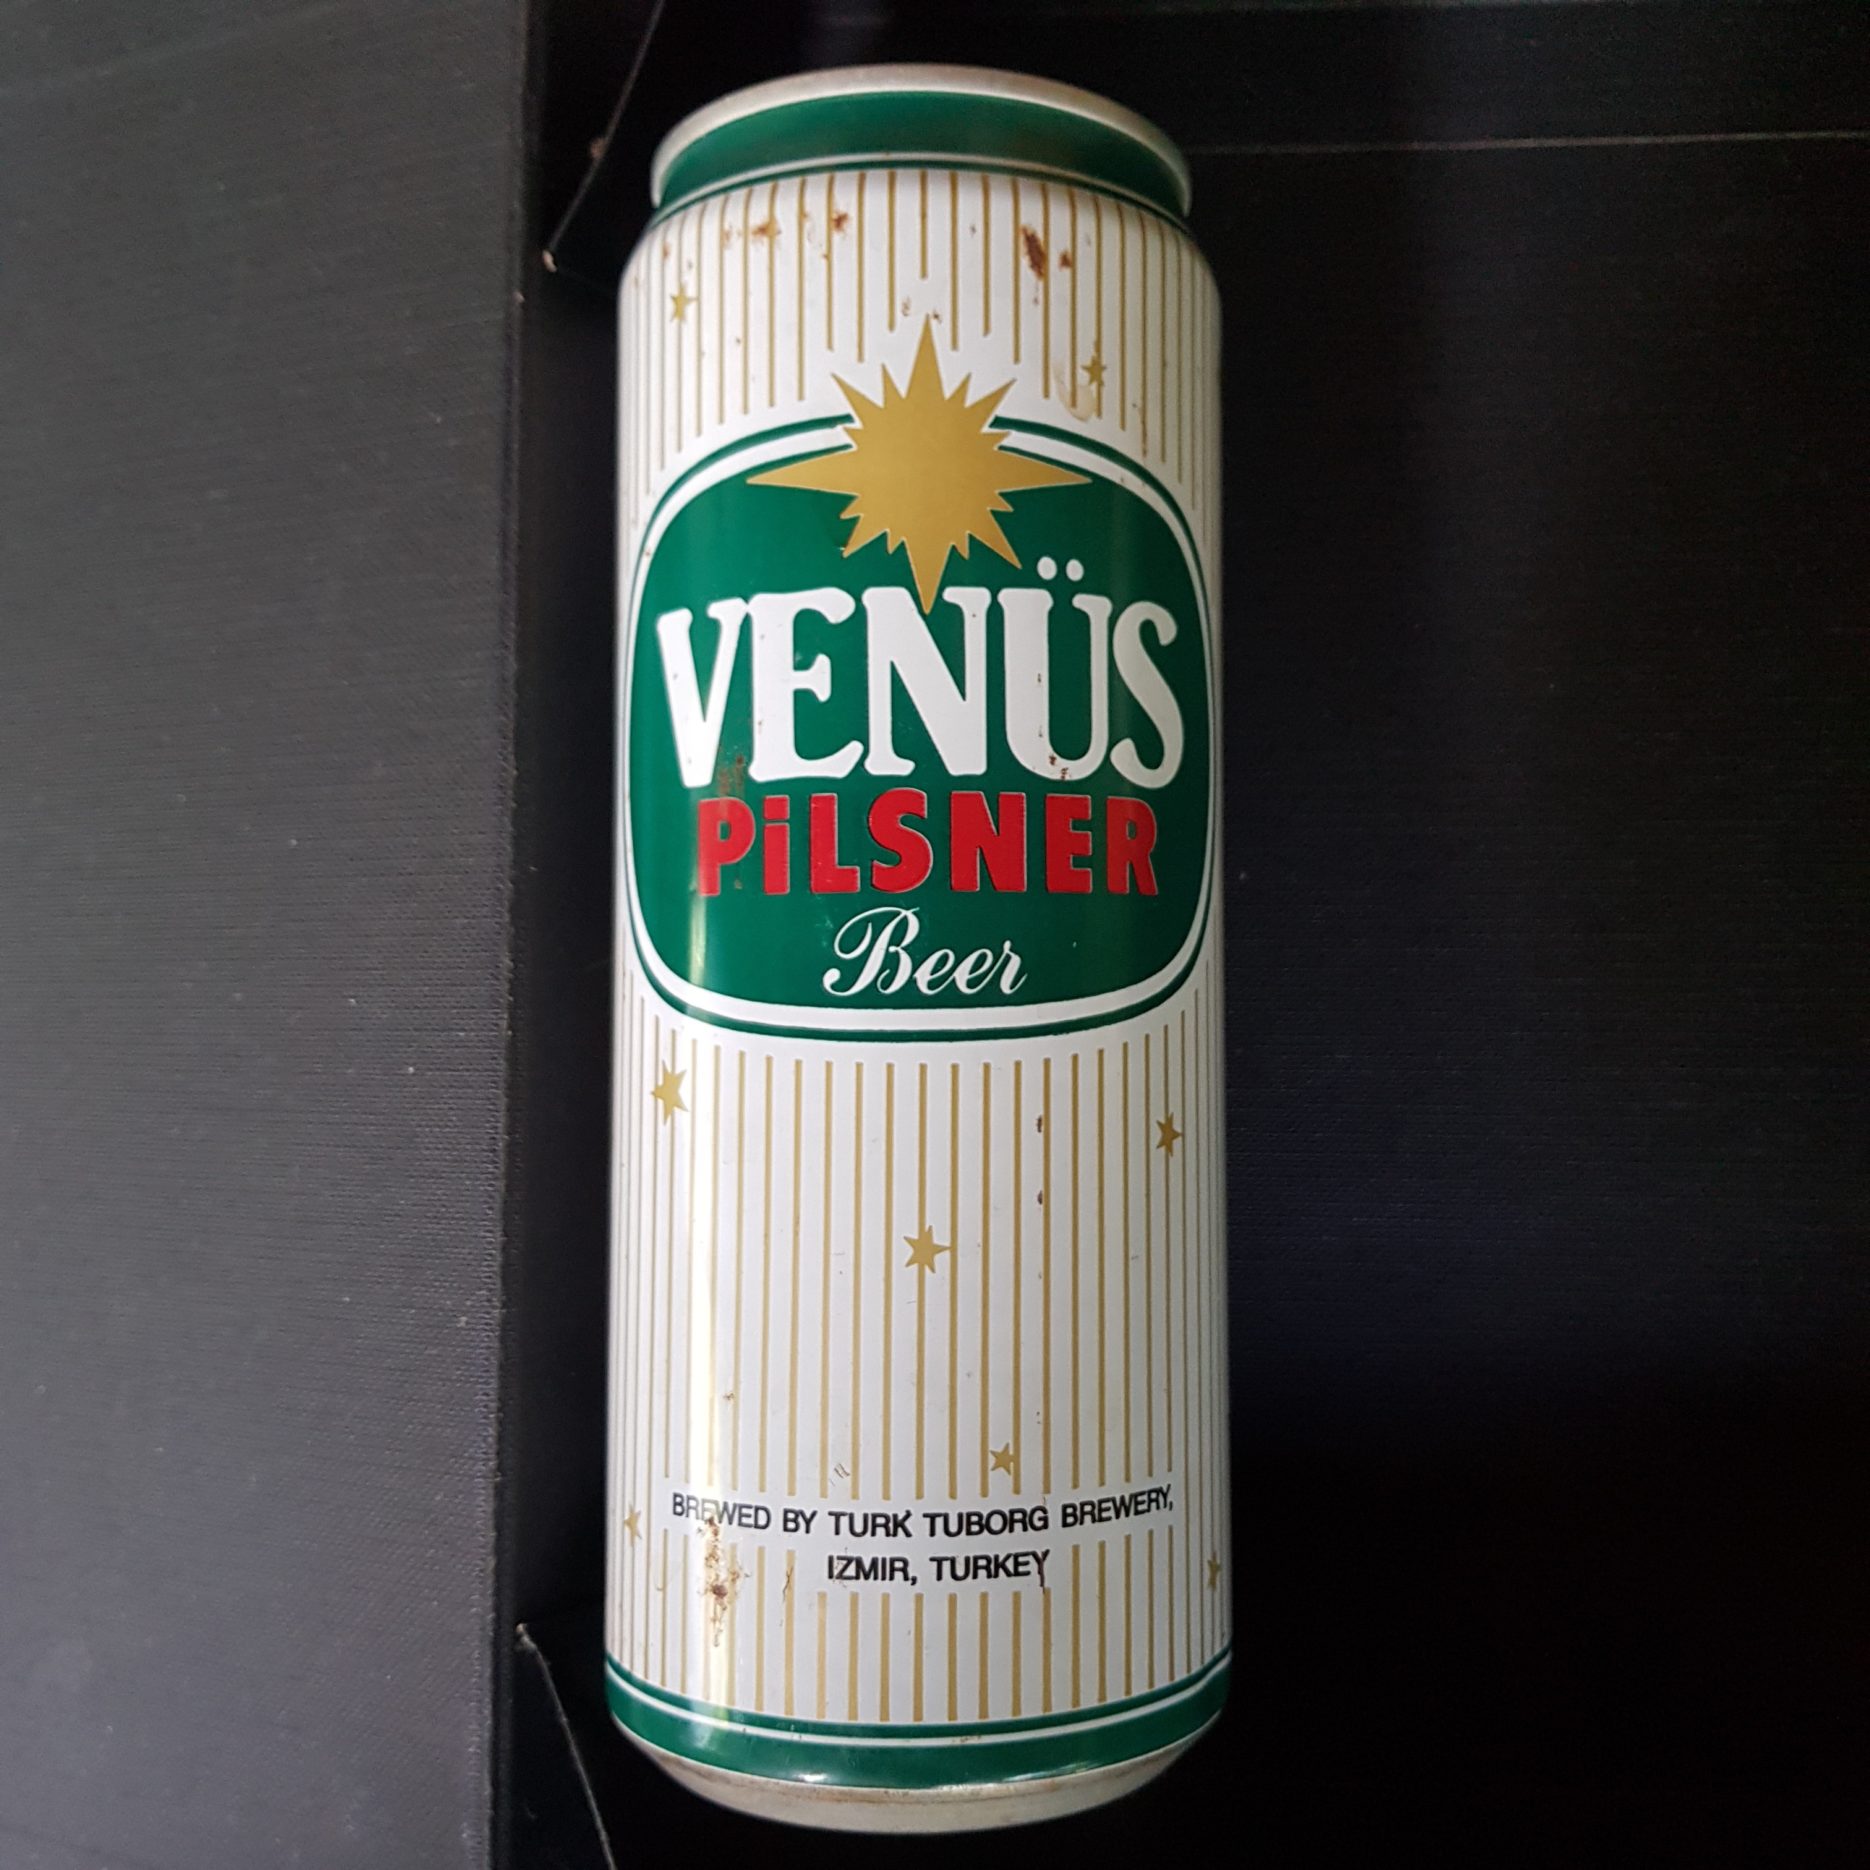 VENÜS
PiLSNER
Beer
BREWED BY TURK TUBORG BREWERY,
IZMIR, TURKEY